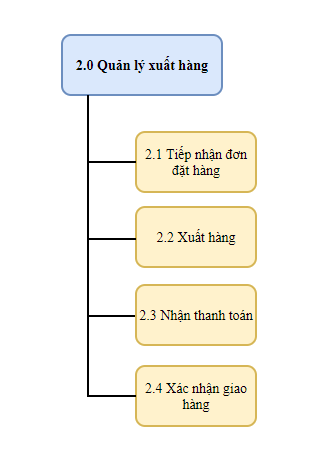 2.0 Quản lý xuất hàng
2.1 Tiếp nhận đơn
đặt hàng
2.2 Xuất hàng
2.3 Nhận thanh toán
2.4 Xác nhận giao
hàng